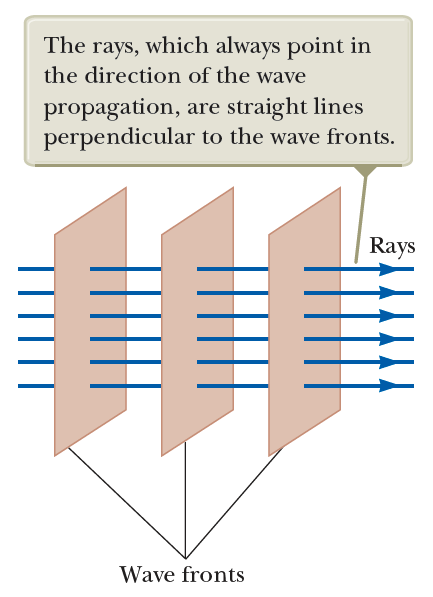 The rays, which always point in
the direction of the wave
propagation, are straight lines
perpendicular to the wave fronts.
Rays
Wave fronts